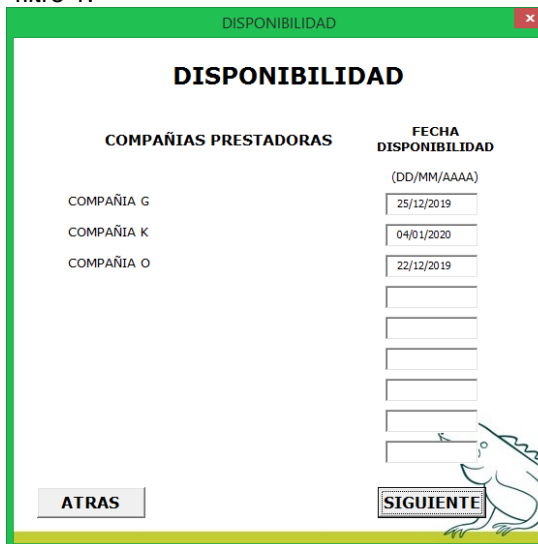 DISPONIBILIDAD
x
DISPONIBILIDAD
COMPAÑIAS PRESTADORAS
FECHA
DISPONIBILIDAD
(DD/MM/AAAA)
COMPAÑIA G
25/12/2019
COMPAÑIA K
04/01/2020
COMPAÑIA O
22/12/2019
ATRAS
SIGUIENTE